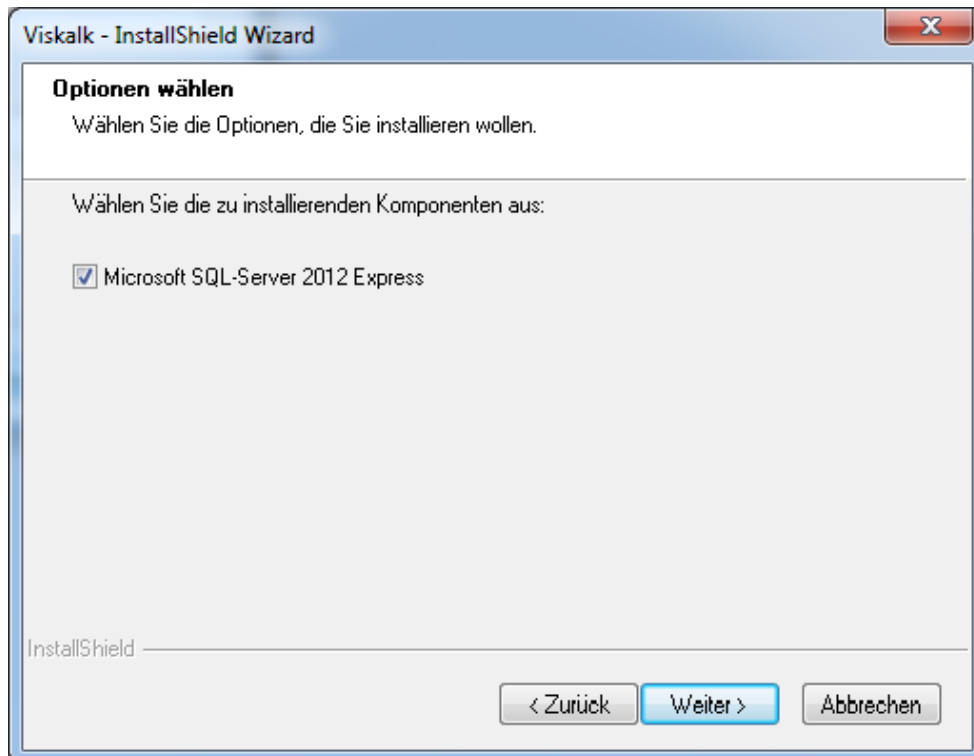 Viskalk - InstallShield Wizard
Optionen wählen
Wählen Sie die Optionen, die Sie installieren wollen.
Wählen Sie die zu installierenden Komponenten aus:
Microsoft SQL-Server 2012 Express
InstallShield
< Zurück Weiter > Abbrechen